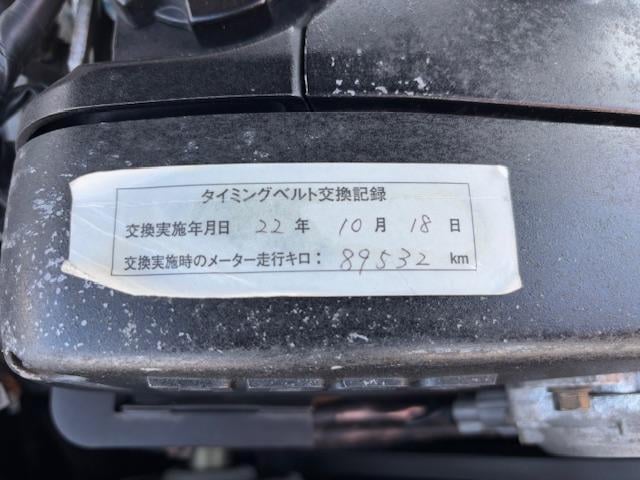 タイミングベルト交換記録
交換実施年月日 22 年 10 月 18 日
交換実施時のメーター走行キロ: 89532 km